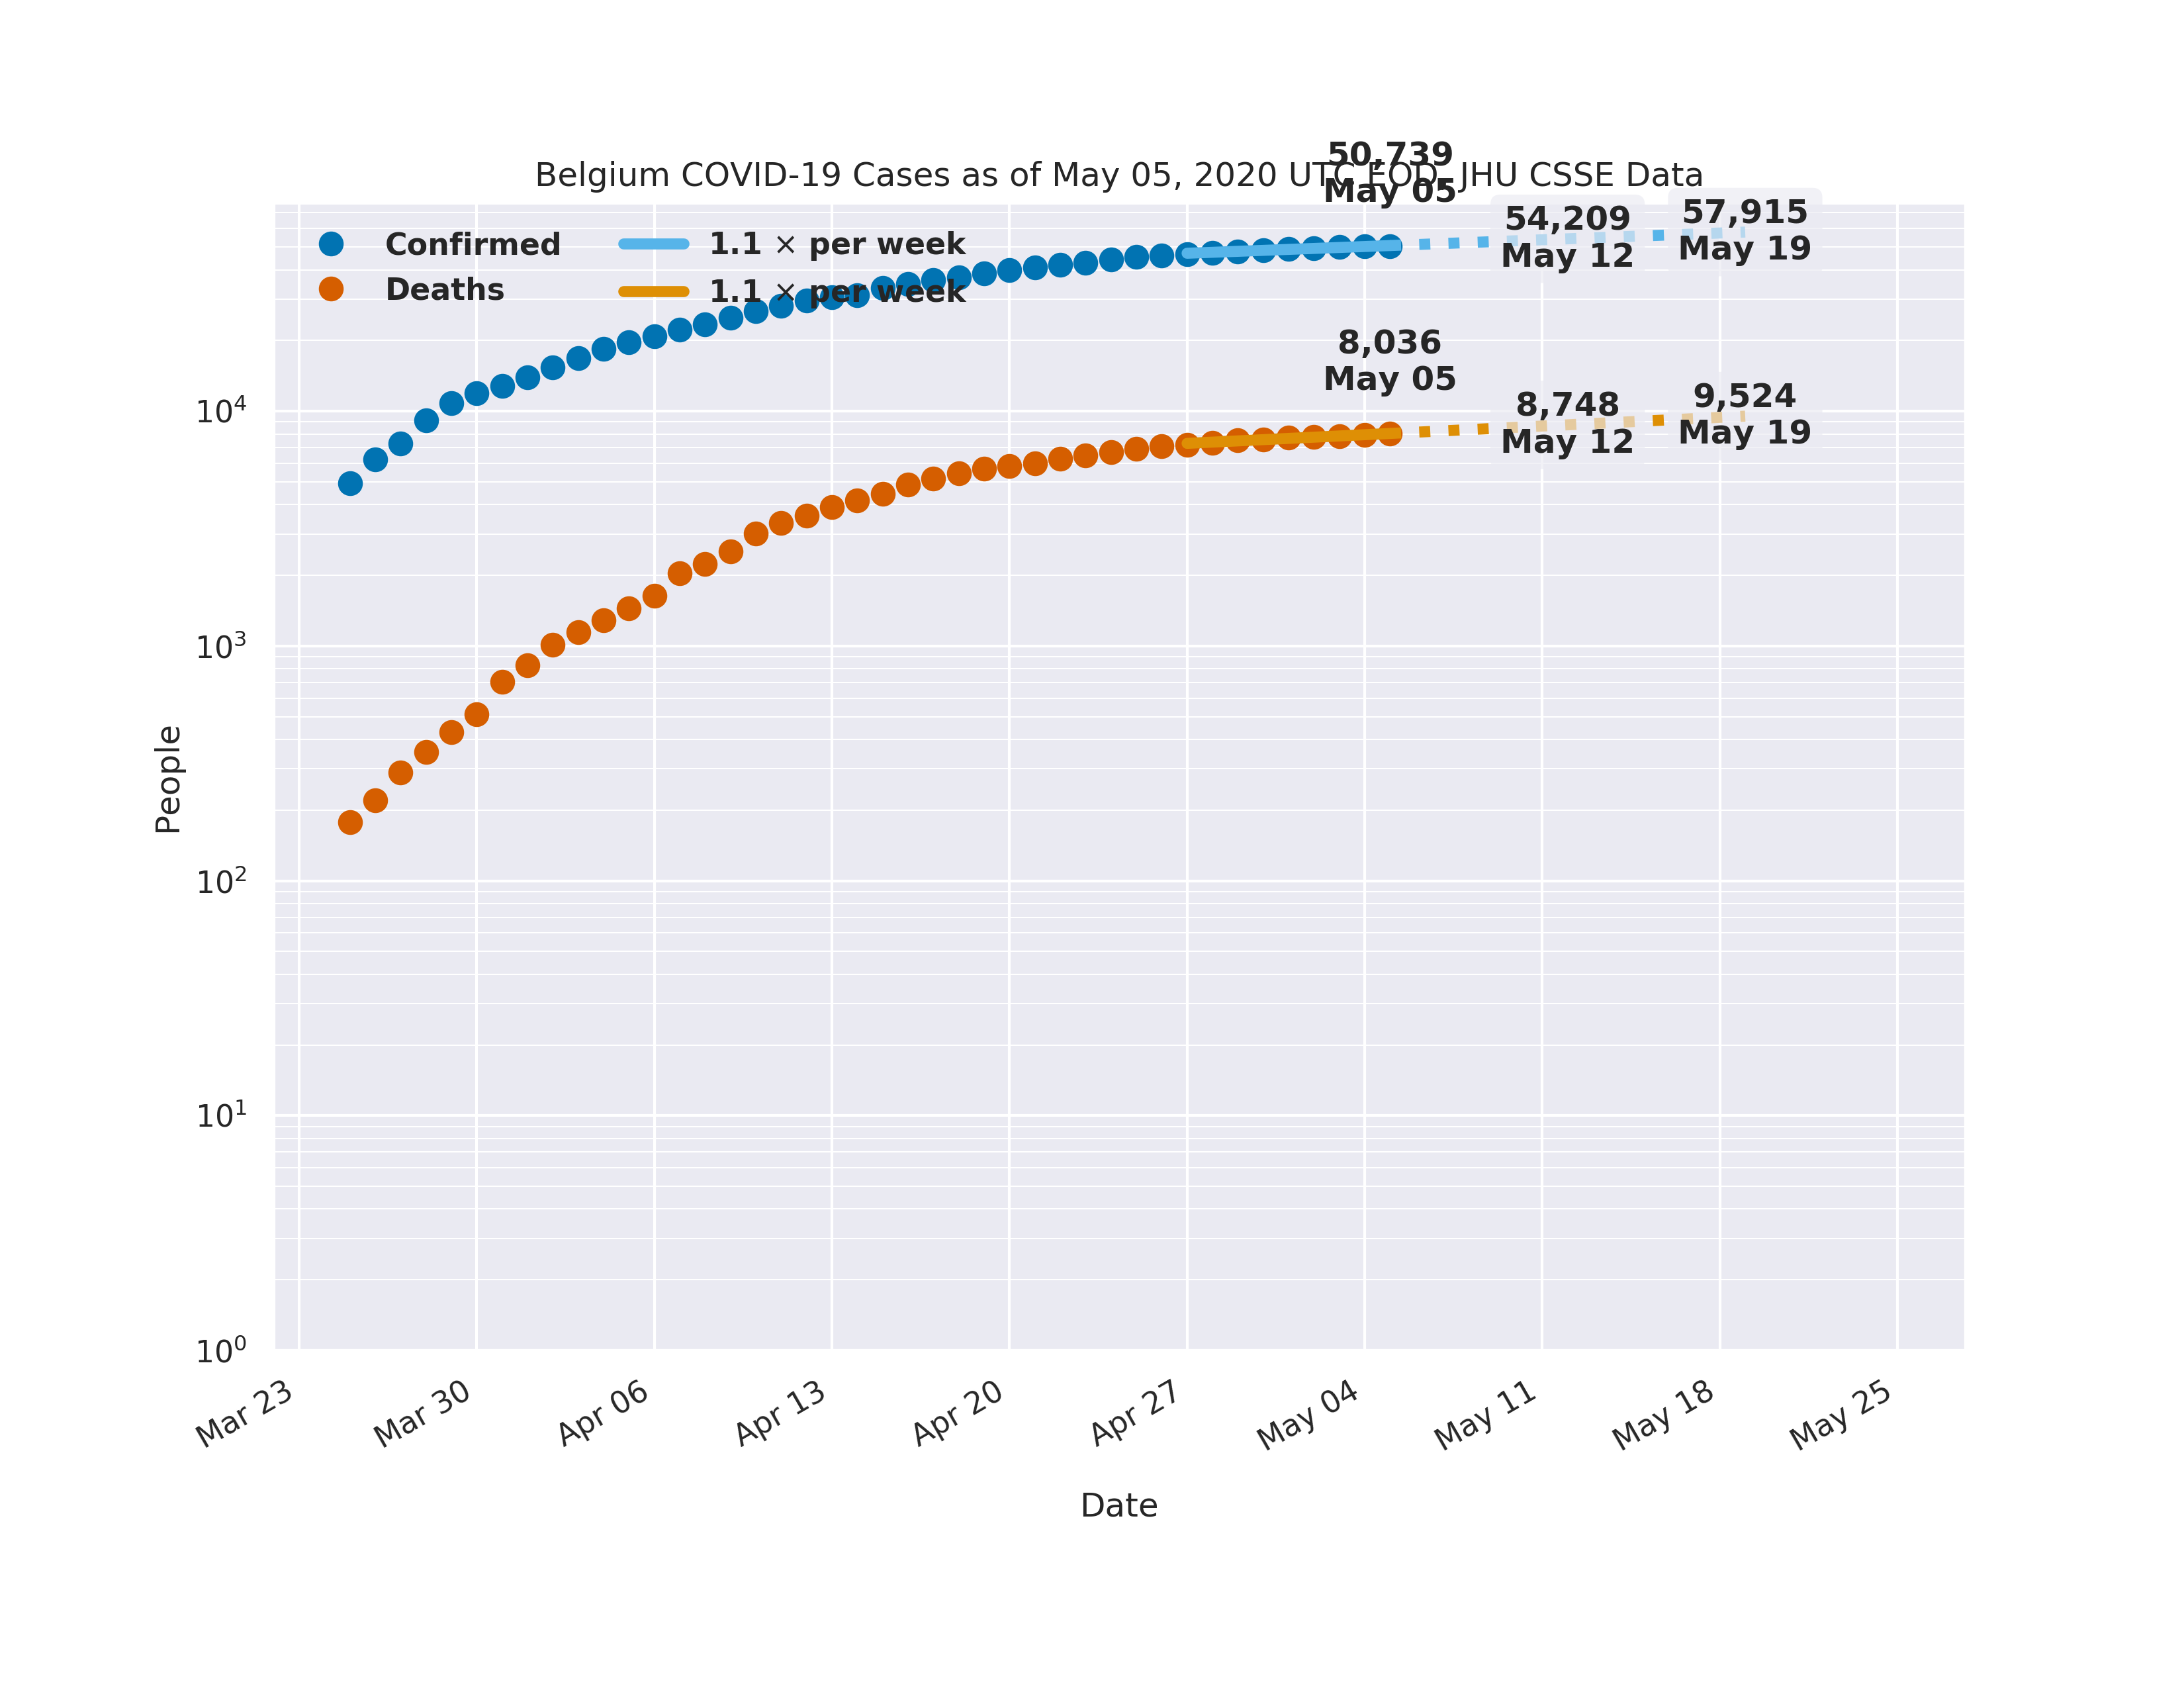 50,739
May 05
Belgium COVID-19 Cases as of May 05, 2020 UTC EOD, JHU CSSE Data
54,209
May 12
57,915
May 19
Confirmed
Deaths
1.1 × per week
1.1 × per week
8,036
May 05
8,748
May 12
9,524
May 19
People
10⁴
10³
10²
10¹
10⁰
Mar 23
Mar 30
Apr 06
Apr 13
Apr 20
Apr 27
May 04
May 11
May 18
May 25
Date